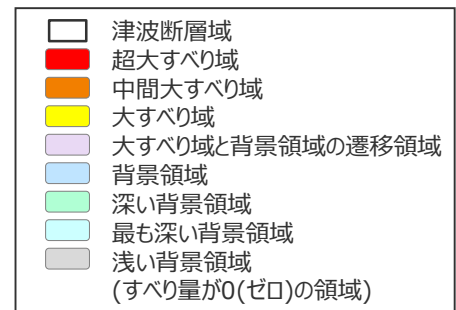 津波断層域
超大すべり域
中間大すべり域
大すべり域
大すべり域と背景領域の遷移領域
背景領域
深い背景領域
最も深い背景領域
浅い背景領域
(すべり量が0(ゼロ)の領域)